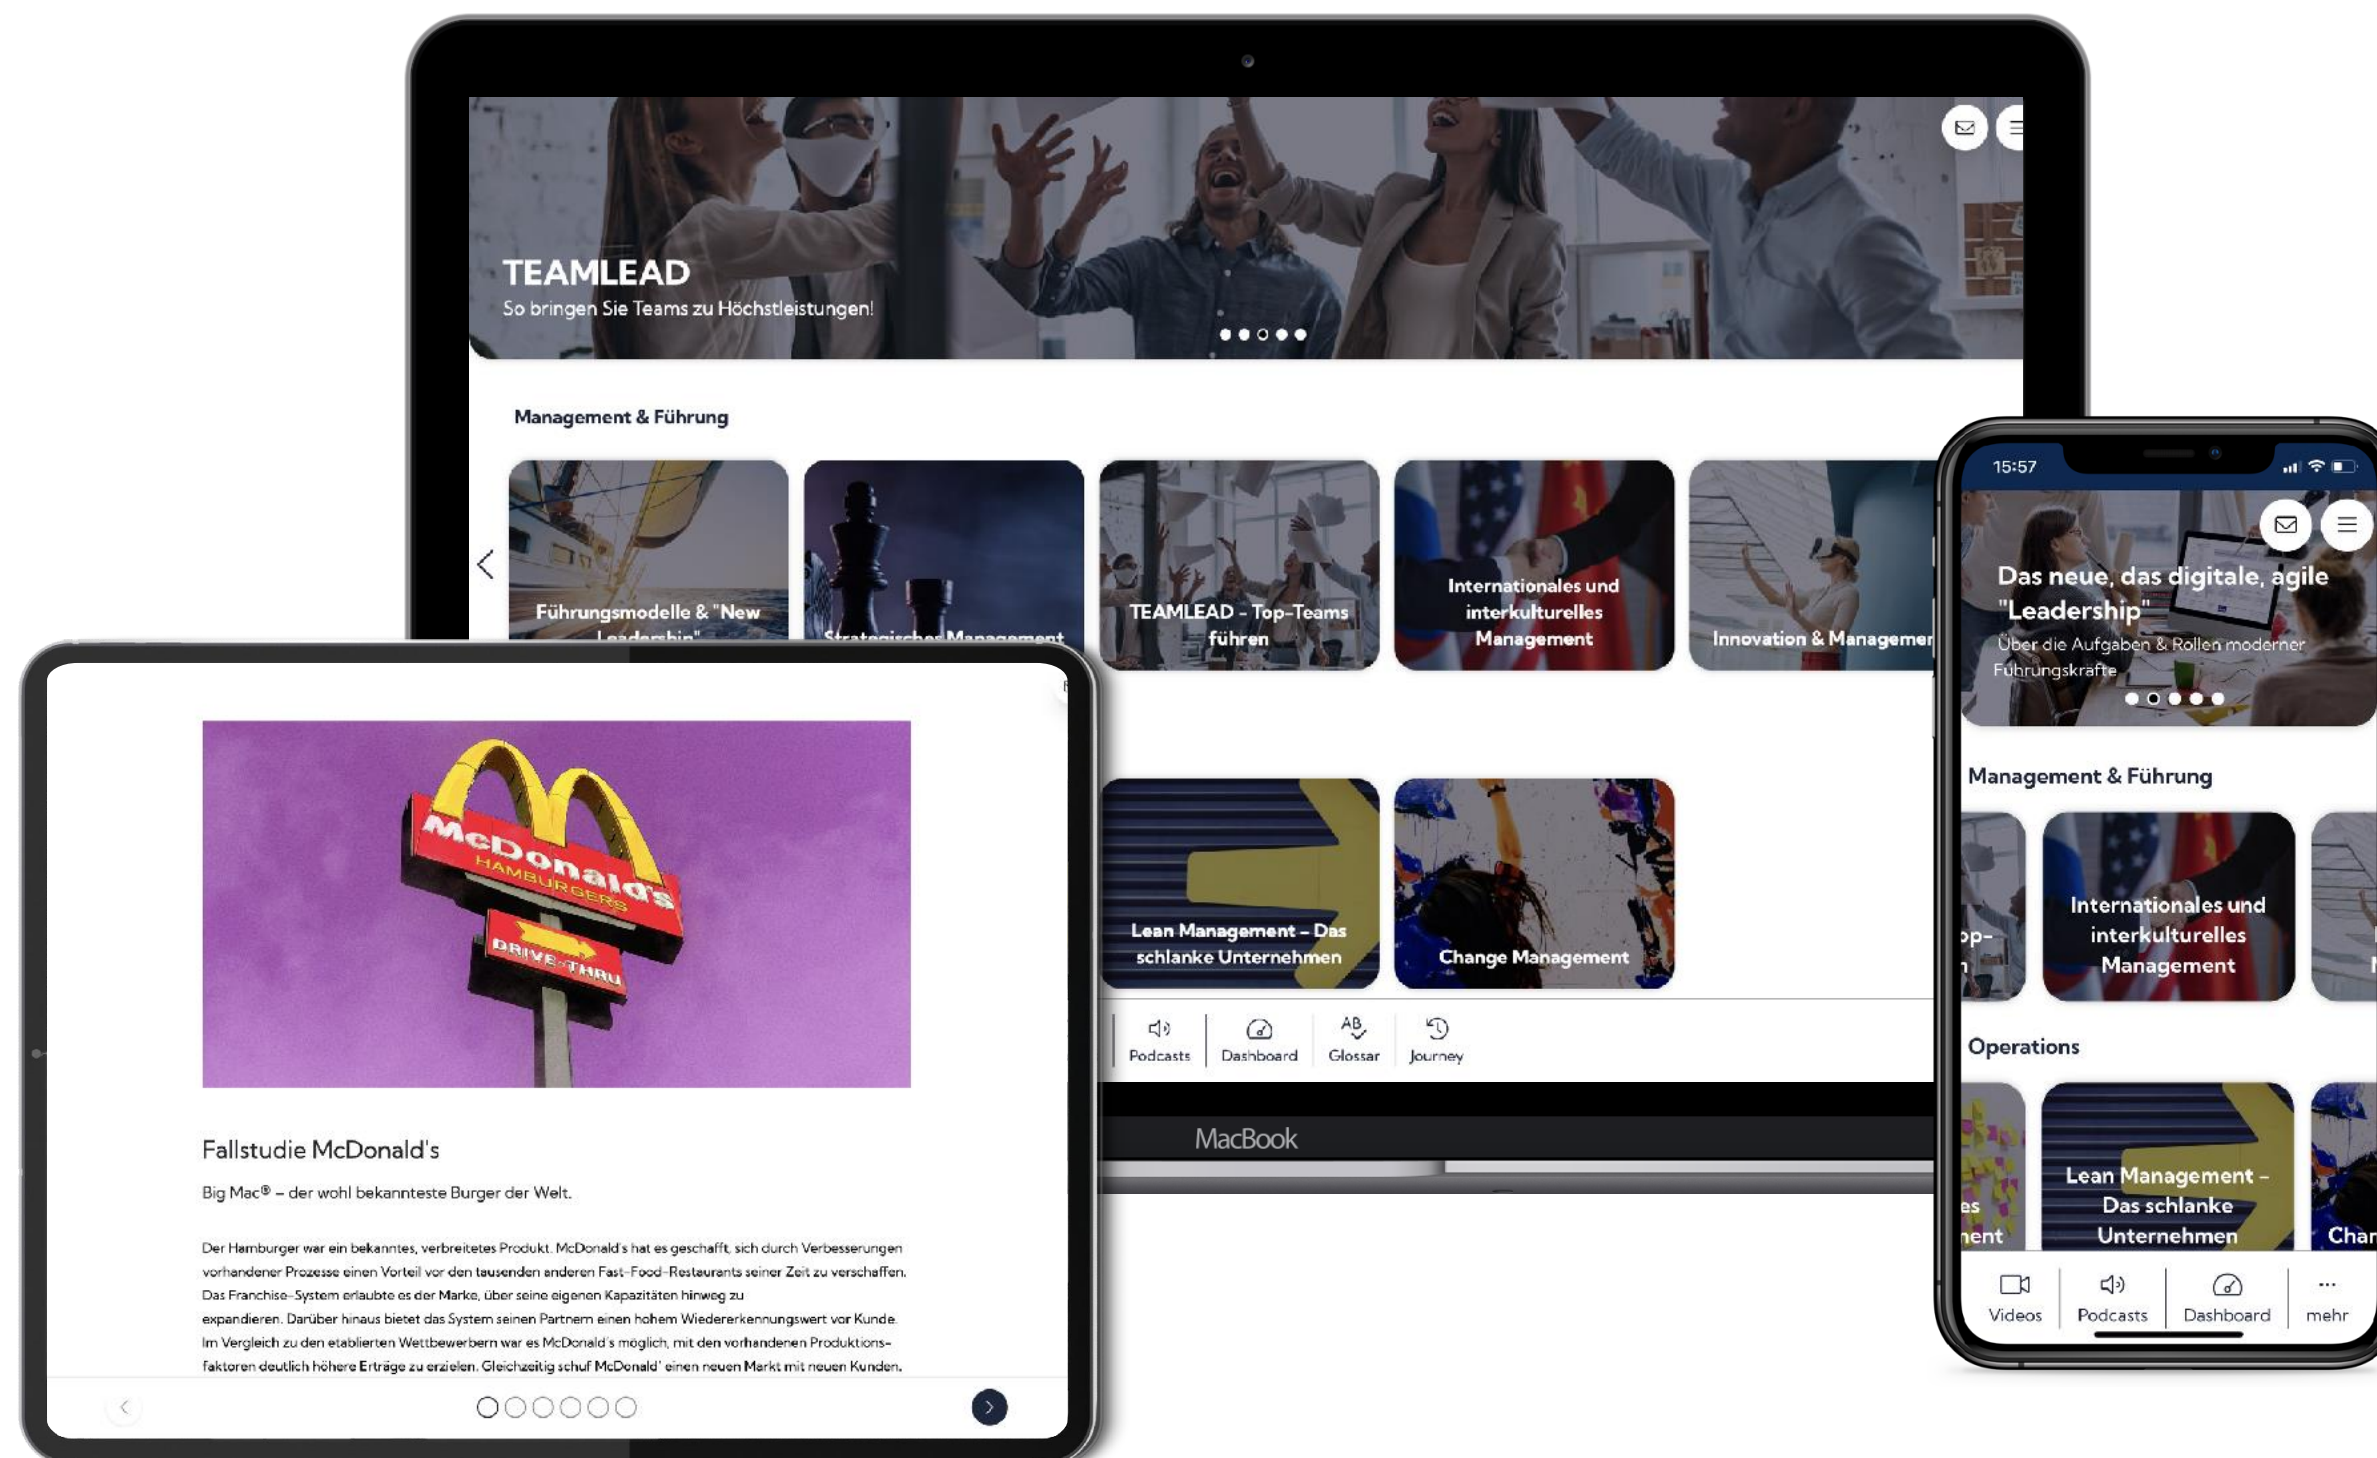 TEAMLEAD
So bringen Sie Teams zu Höchstleistungen!
Management & Führung
Führungsmodelle & "New
Leadership"
Strategisches Management
TEAMLEAD - Top-Teams
führen
Internationales und
interkulturelles
Management
Innovation &
Lean Management - Das
schlanke Unternehmen
Change Management
Podcasts
Dashboard
AB
Glossar
Journey
MacBook
McDonald's
HAMBURGERS
DRIVE-THRU
Fallstudie McDonald's
Big Mac® – der wohl bekannteste Burger der Welt.
Der Hamburger war ein bekanntes, verbreitetes Produkt. McDonald's hat es geschafft, sich durch Verbesserungen
vorhandener Prozesse einen Vorteil vor den tausenden anderen Fast-Food-Restaurants seiner Zeit zu verschaffen.
Das Franchise-System erlaubte es der Marke, über seine eigenen Kapazitäten hinweg zu
expandieren. Darüber hinaus bietet das System seinen Partnern einen hohem Wiedererkennungswert vor Kunde.
Im Vergleich zu den etablierten Wettbewerbern war es McDonald´s möglich, mit den vorhandenen Produktions-
faktoren deutlich höhere Erträge zu erzielen. Gleichzeitig schuf McDonald' einen neuen Markt mit neuen Kunden.
15:57
Das neue, das digitale, agile
"Leadership"
Über die Aufgaben & Rollen moderner
Führungskräfte
Management & Führung
Internationales und
interkulturelles
Management
Operations
Lean Management –
Das schlanke
Unternehmen
Videos
Podcasts
Dashboard
mehr